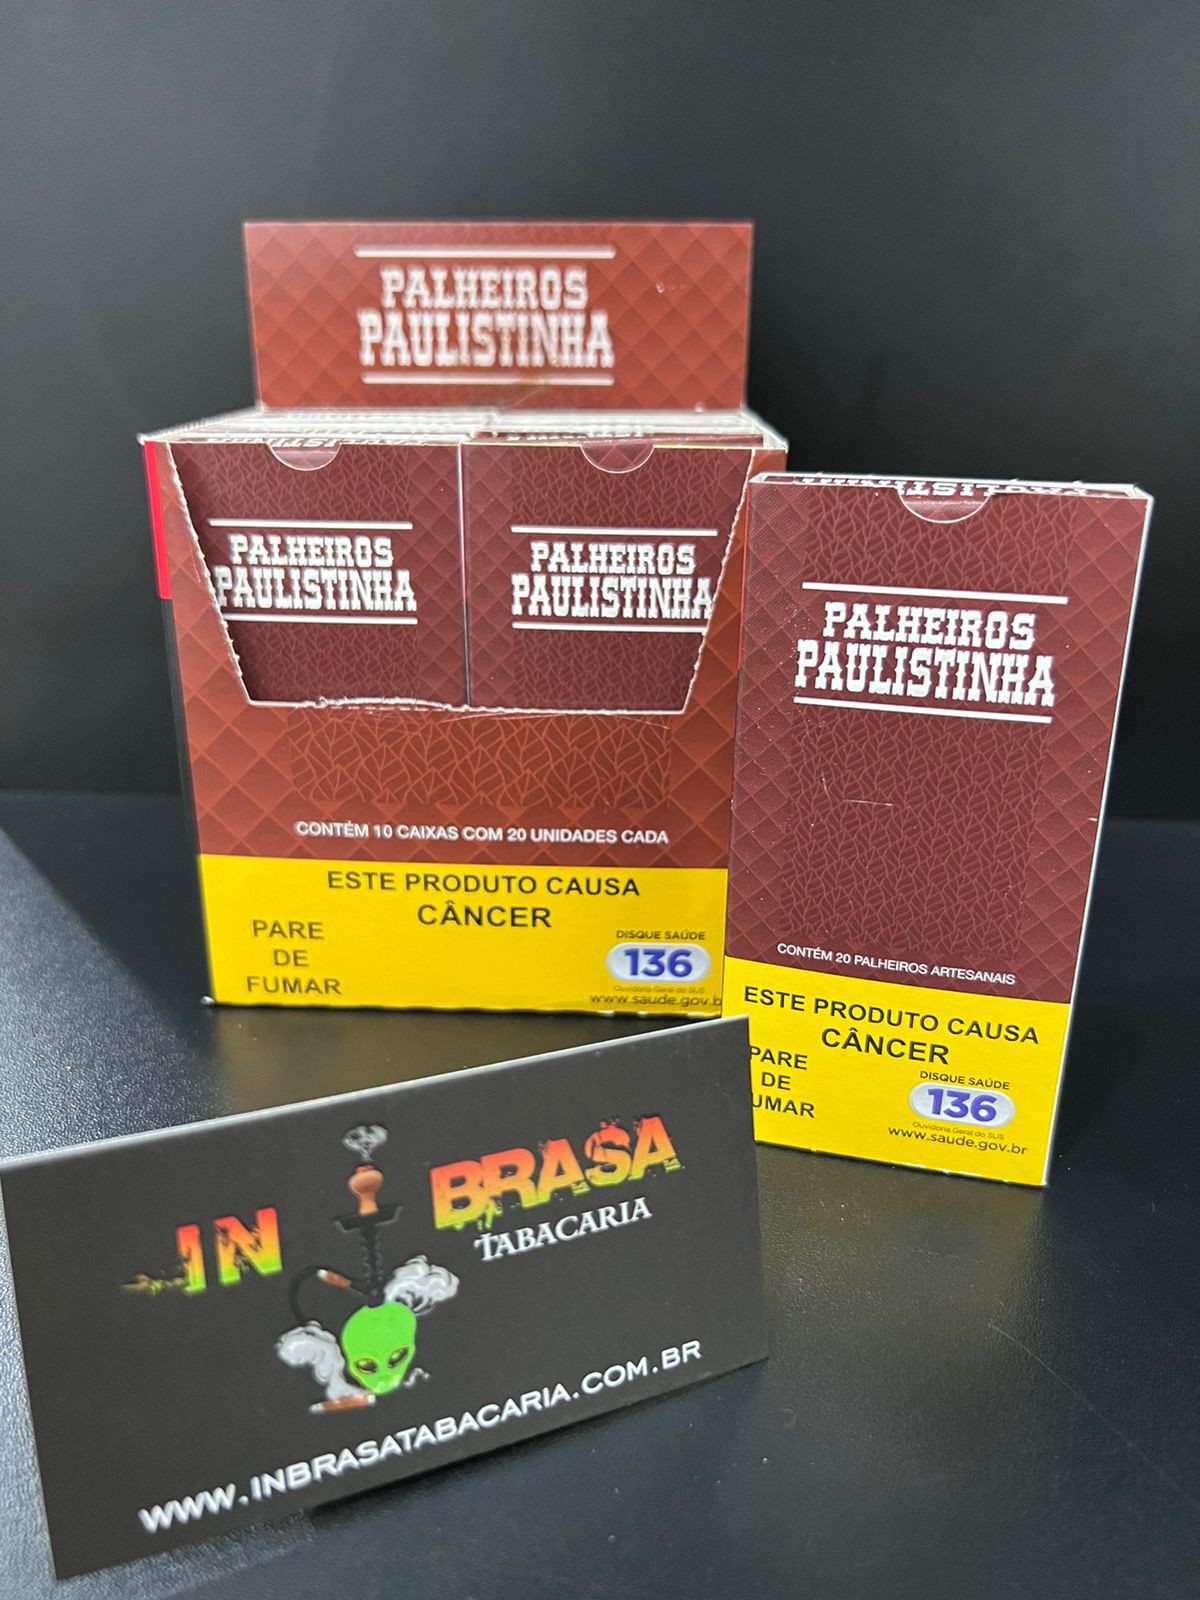 PALHEIROS
PAULISTINHA
PALHEIROS
PAULISTINHA
PALHEIROS
PAULISTINHA
CONTÉM 10 CAIXAS COM 20 UNIDADES CADA
ESTE PRODUTO CAUSA
CÂNCER
PARE
DE
FUMAR
DISQUE SAÚDE
136
Ouvidoria Geral do SUS
www.saude.gov.b
PAULISTINHA
PALHEIROS
PAULISTINHA
CONTÉM 20 PALHEIROS ARTESANAIS
ESTE PRODUTO CAUSA
CÂNCER
PARE
DE
UMAR
DISQUE SAÚDE
136
Ouvidoria Geral do SUS
www.saude.gov.br
IN BRASA
TABACARIA
WWW.INBRASATABACARIA.COM.BR